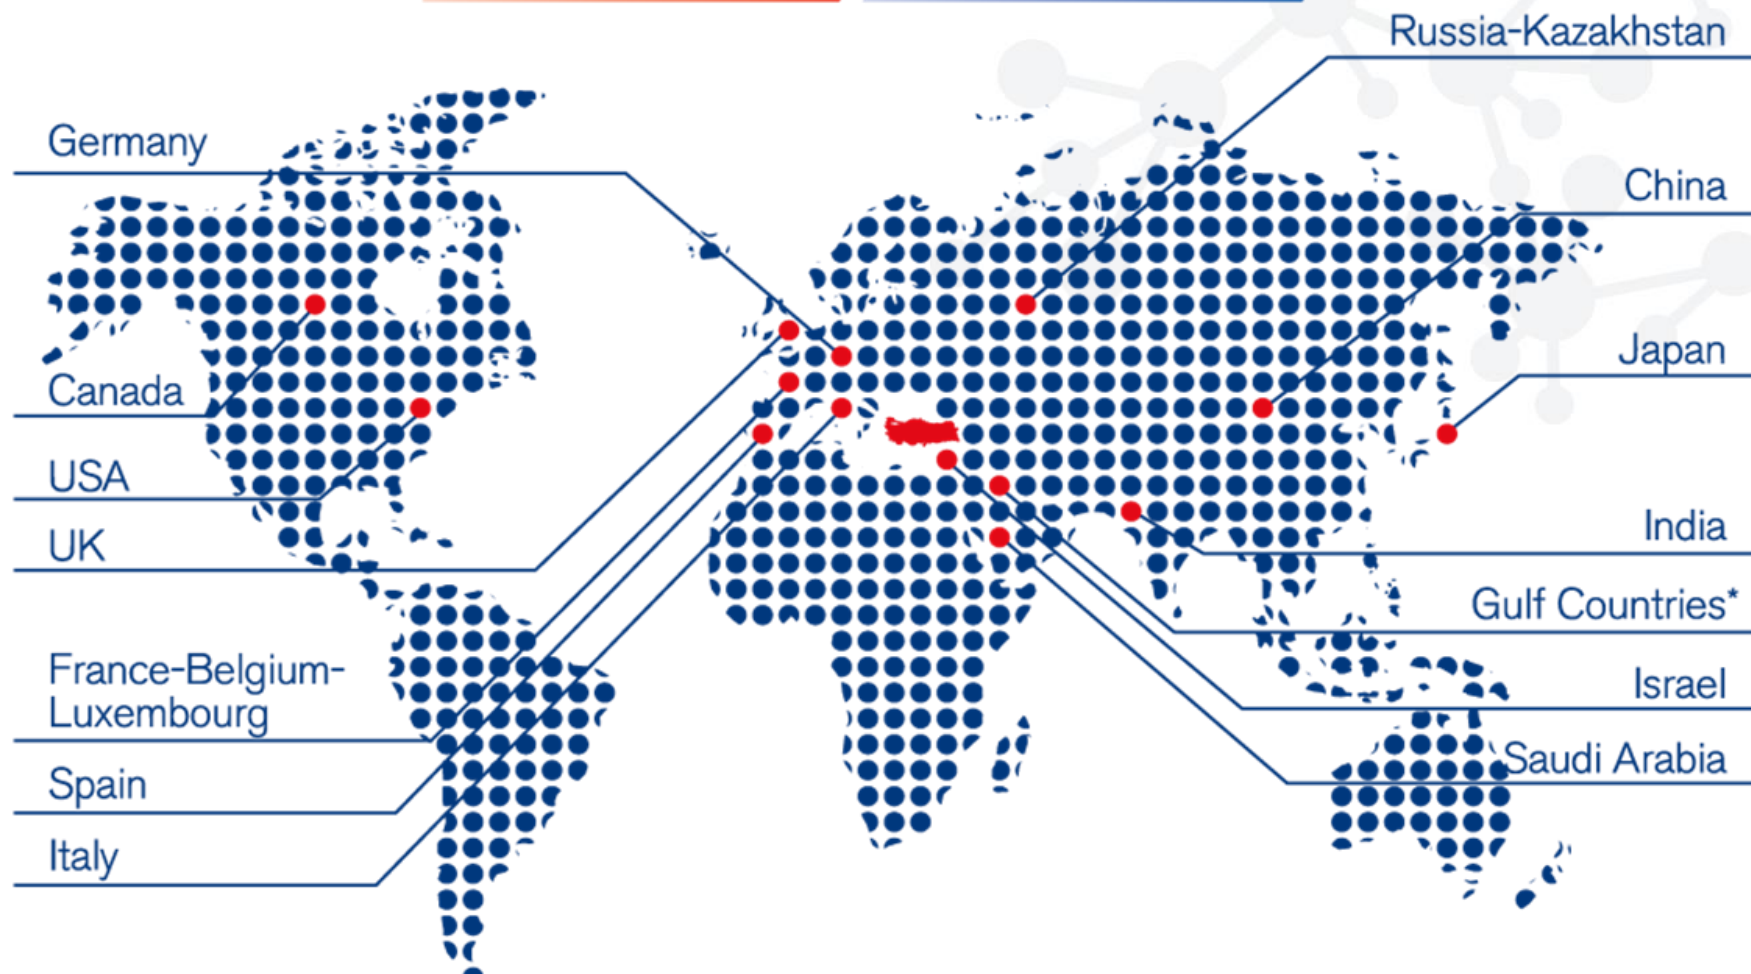 Russia-Kazakhstan
Germany
China
Japan
Canada
USA
India
UK
Gulf Countries*
France-Belgium-
Luxembourg
Israel
Saudi Arabia
Spain
Italy